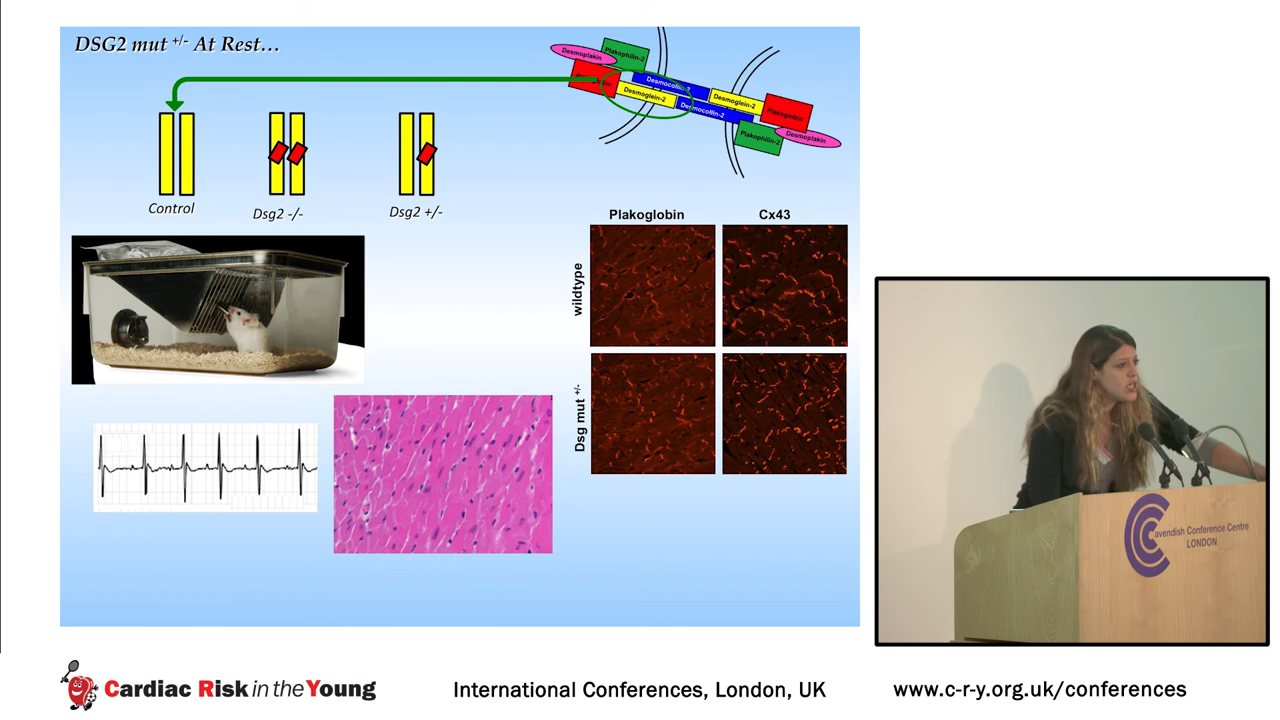 DSG2 mut +/- At Rest…
Desmoplakin
Plakophilin-2
Desmocollin-2
Desmoglein-2
Desmoglein-2
Desmocollin-2
Plakoglobin
Plakophilin-2
Desmoplakin
Control
Dsg2 -/-
Dsg2 +/-
Plakoglobin
Cx43
wildtype
Dsg mut +/-
avendish Conference Centre
LONDON
Cardiac Risk in the Young
International Conferences, London, UK
www.c-r-y.org.uk/conferences